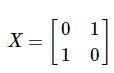 X = [0 1
1 0]